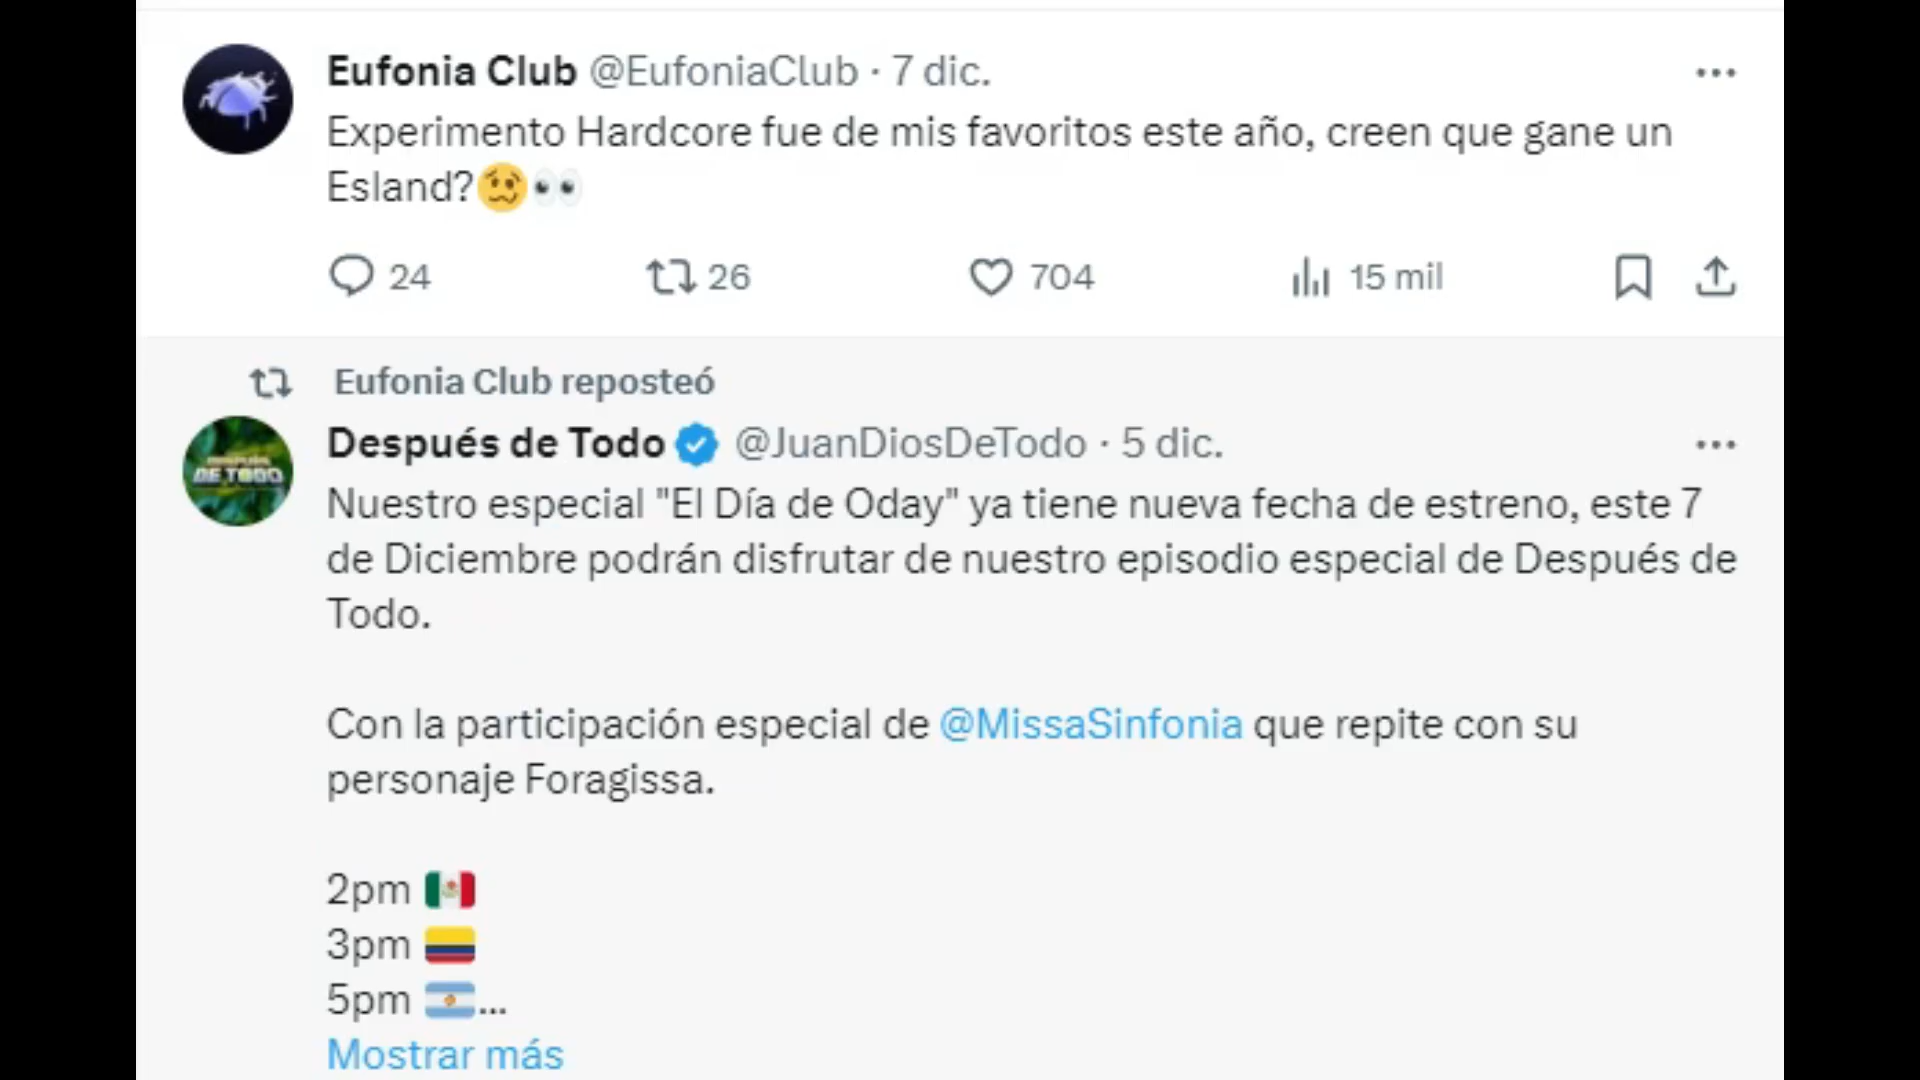 Eufonia Club @EufoniaClub · 7 dic.
Experimento Hardcore fue de mis favoritos este año, creen que gane un
Esland?🥴👀
24 26 704 15 mil
Eufonia Club reposteó
DE TODO
Después de Todo @JuanDiosDeTodo · 5 dic.
Nuestro especial "El Día de Oday" ya tiene nueva fecha de estreno, este 7
de Diciembre podrán disfrutar de nuestro episodio especial de Después de
Todo.
Con la participación especial de @MissaSinfonia que repite con su
personaje Foragissa.
2pm 🇲🇽
3pm 🇨🇴
5pm 🇦🇷...
Mostrar más